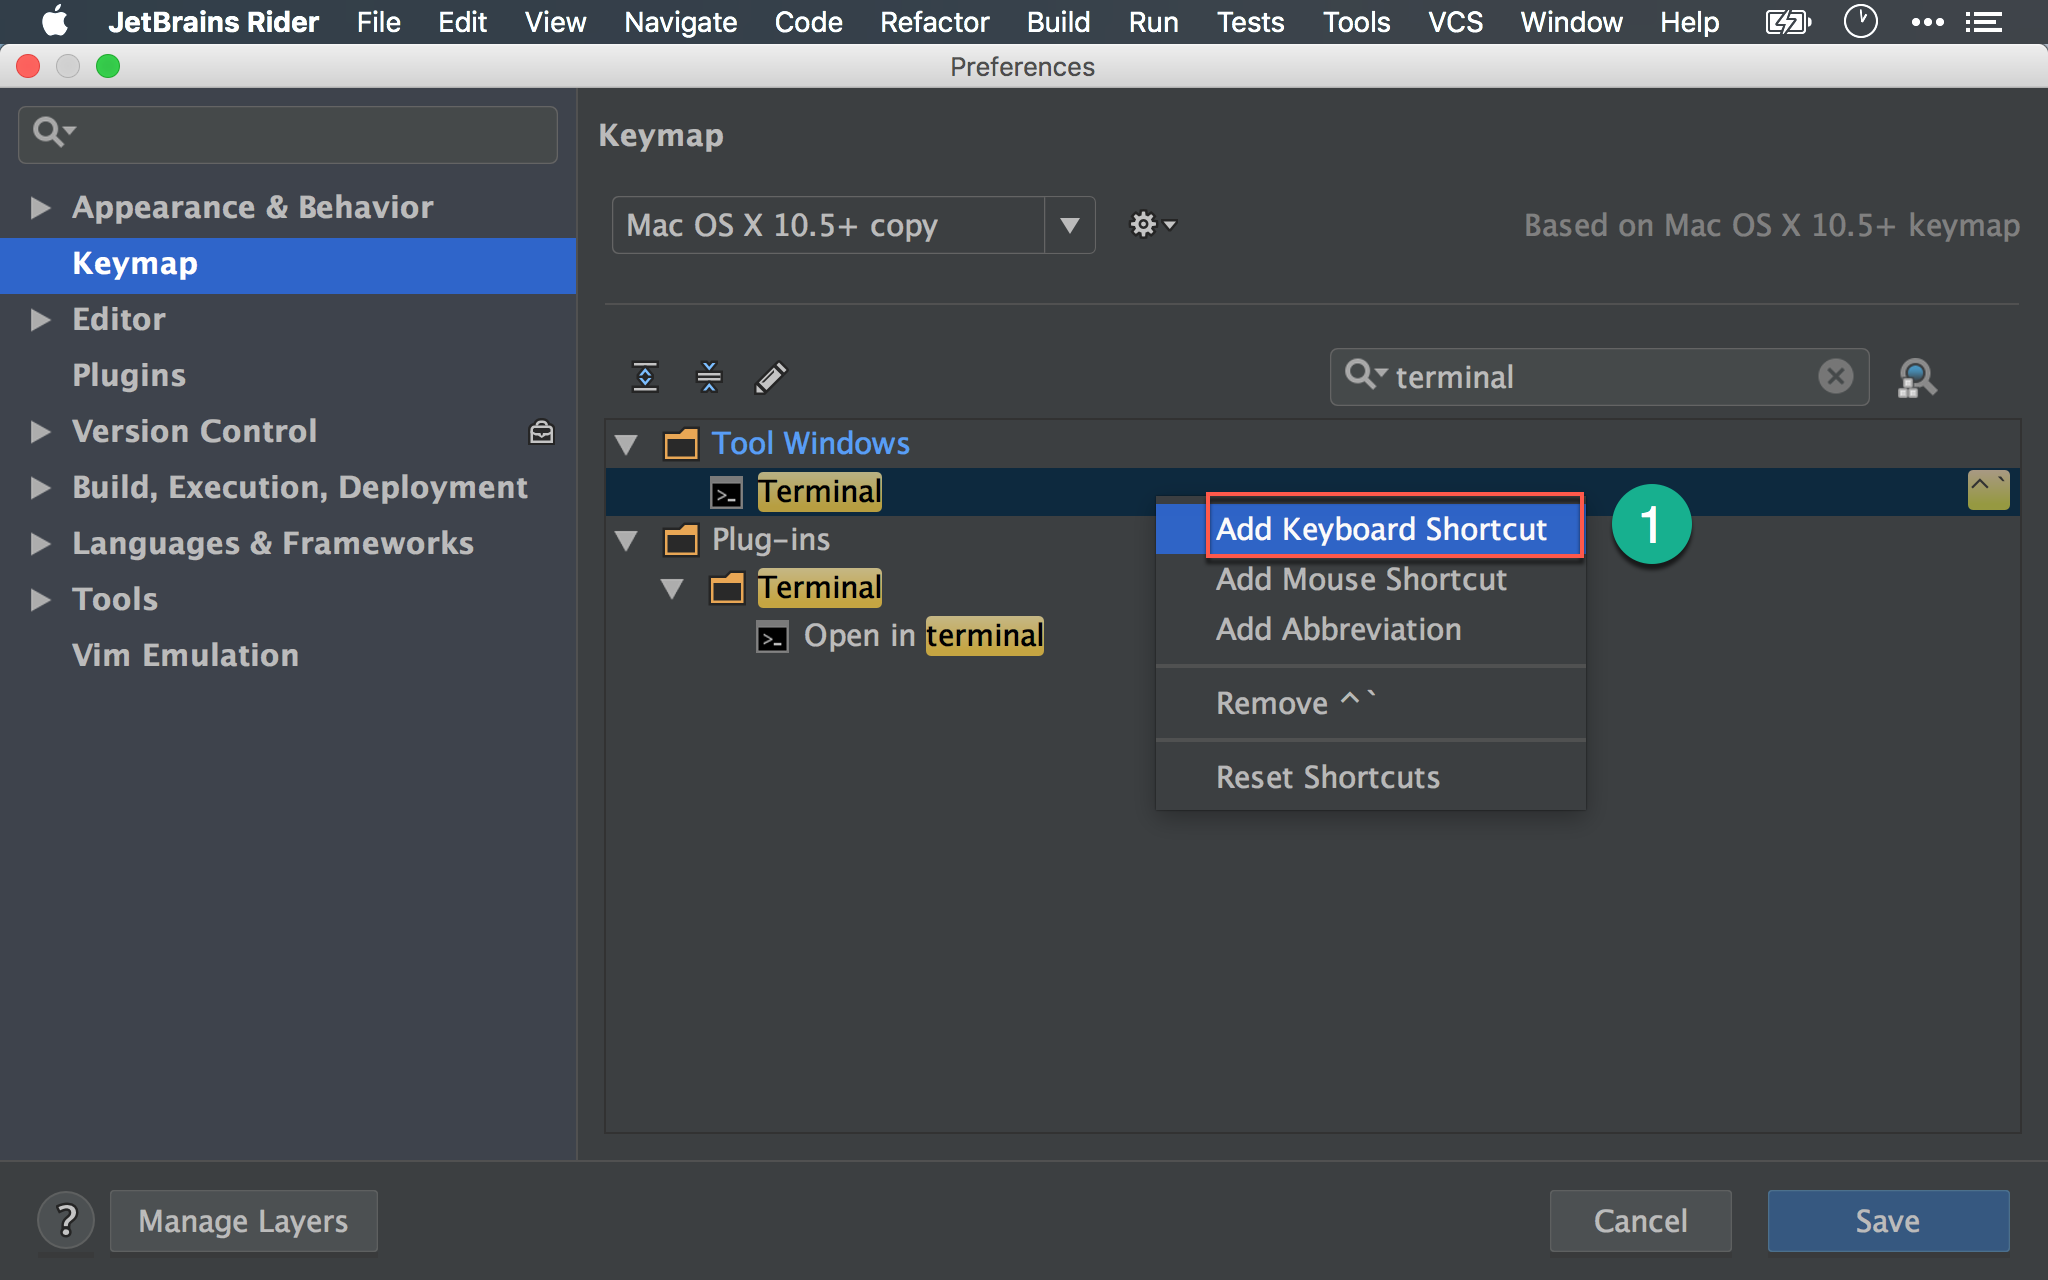 JetBrains Rider File Edit View Navigate Code Refactor Build Run Tests Tools VCS Window Help
Preferences
Appearance & Behavior
Keymap
Editor
Plugins
Version Control
Build, Execution, Deployment
Languages & Frameworks
Tools
Vim Emulation
Keymap
Mac OS X 10.5+ copy
Based on Mac OS X 10.5+ keymap
terminal
Tool Windows
Terminal ^ `
Plug-ins
Terminal
Open in terminal
Add Keyboard Shortcut 1
Add Mouse Shortcut
Add Abbreviation
Remove ^ `
Reset Shortcuts
? Manage Layers Cancel Save